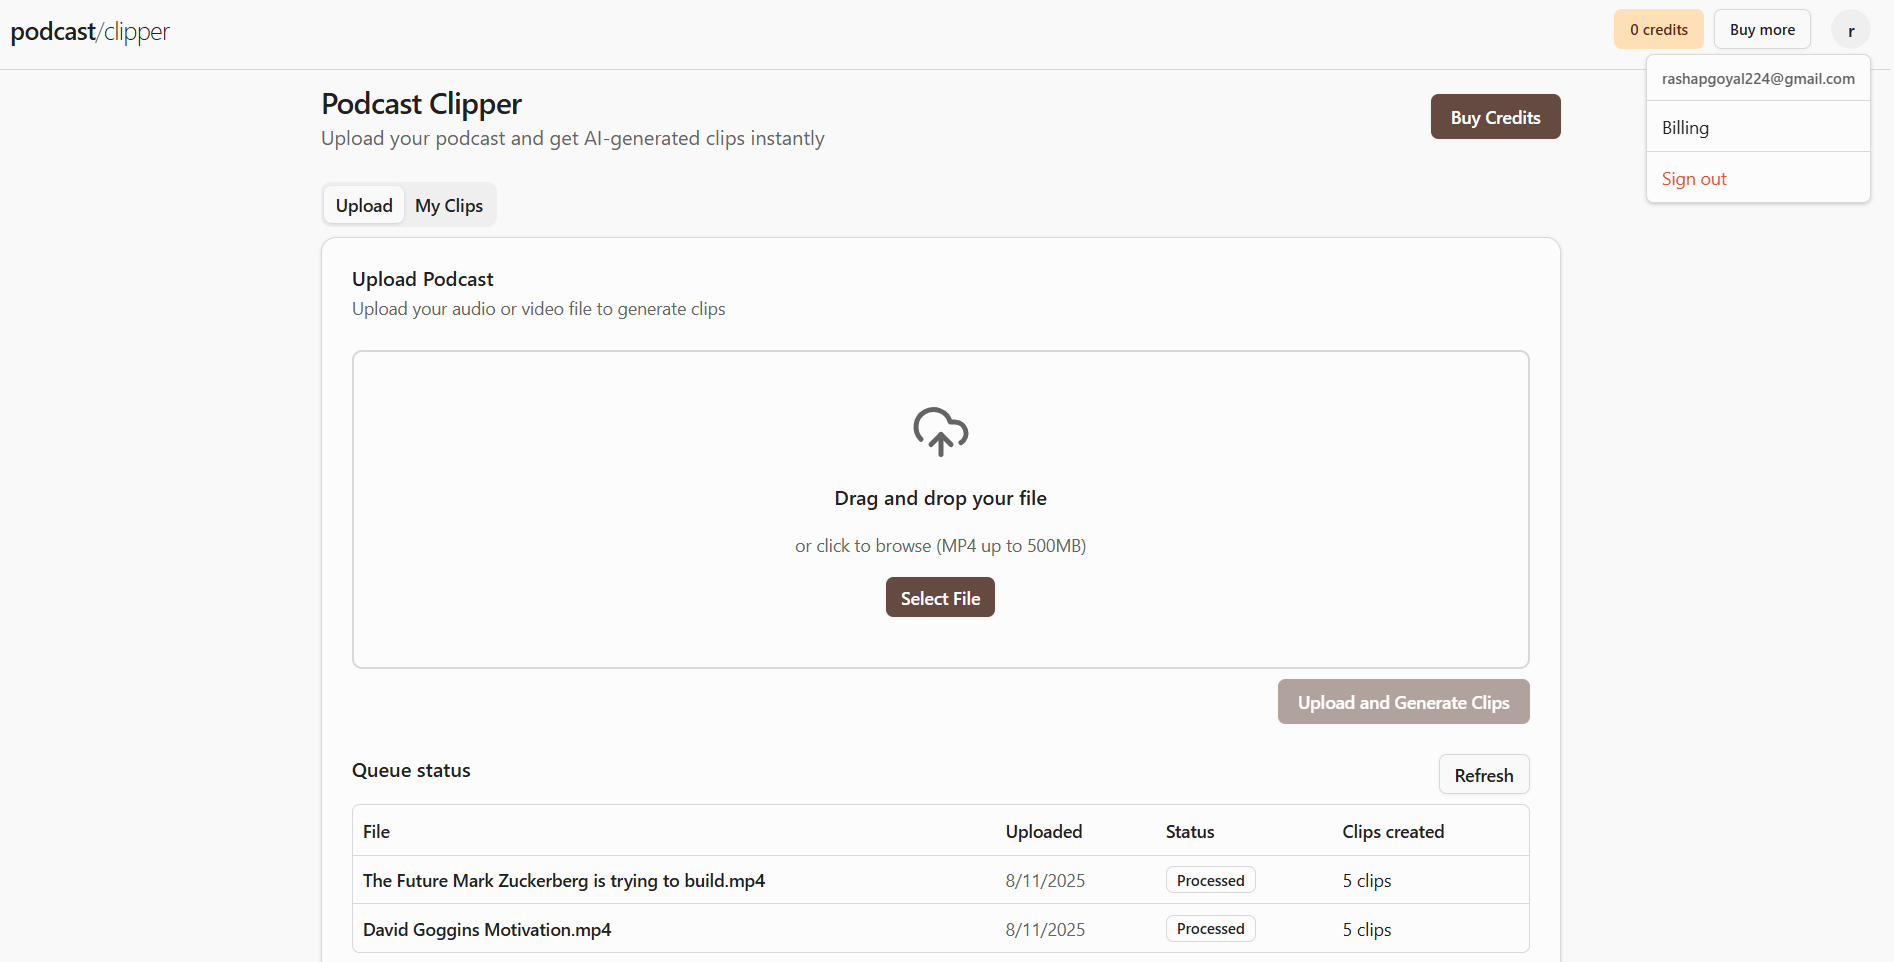 podcast/clipper
0 credits
Buy more
r
rashapgoyal224@gmail.com
Billing
Sign out
Podcast Clipper
Upload your podcast and get AI-generated clips instantly
Buy Credits
Upload My Clips
Upload Podcast
Upload your audio or video file to generate clips
Drag and drop your file
or click to browse (MP4 up to 500MB)
Select File
Upload and Generate Clips
Queue status
Refresh
File Uploaded Status Clips created
The Future Mark Zuckerberg is trying to build.mp4 8/11/2025 Processed 5 clips
David Goggins Motivation.mp4 8/11/2025 Processed 5 clips